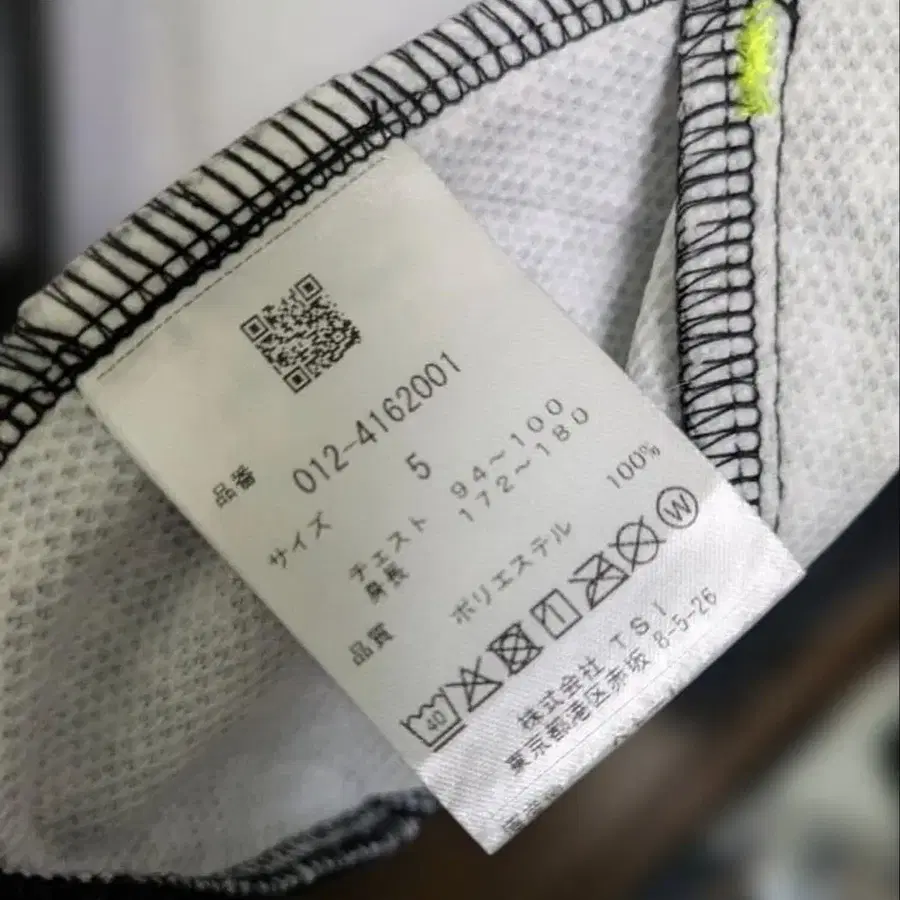 品番 012-4162001
サイズ 5
チェスト 94~100
身長 172~180
品質 ポリエステル 100%
40 W
株式会社 TSI
東京都港区赤坂 8-5-26